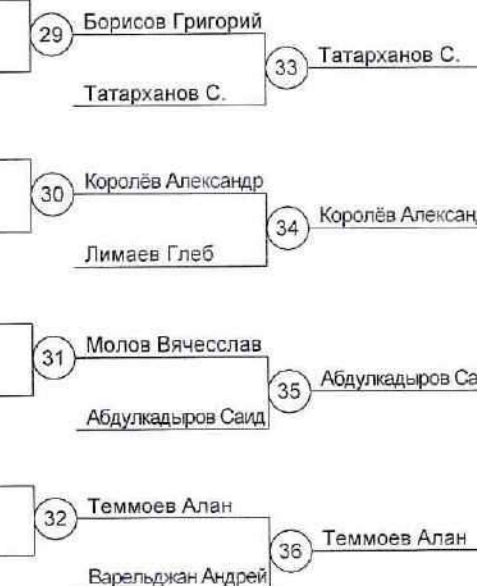 29
Борисов Григорий
33
Татарханов С.
Татарханов С.
30
Королёв Александр
34
Королёв Алексан
Лимаев Глеб
31
Молов Вячесслав
35
Абдулкадыров Са
Абдулкадыров Саид
32
Теммоев Алан
36
Теммоев Алан
Варельджан Андрей